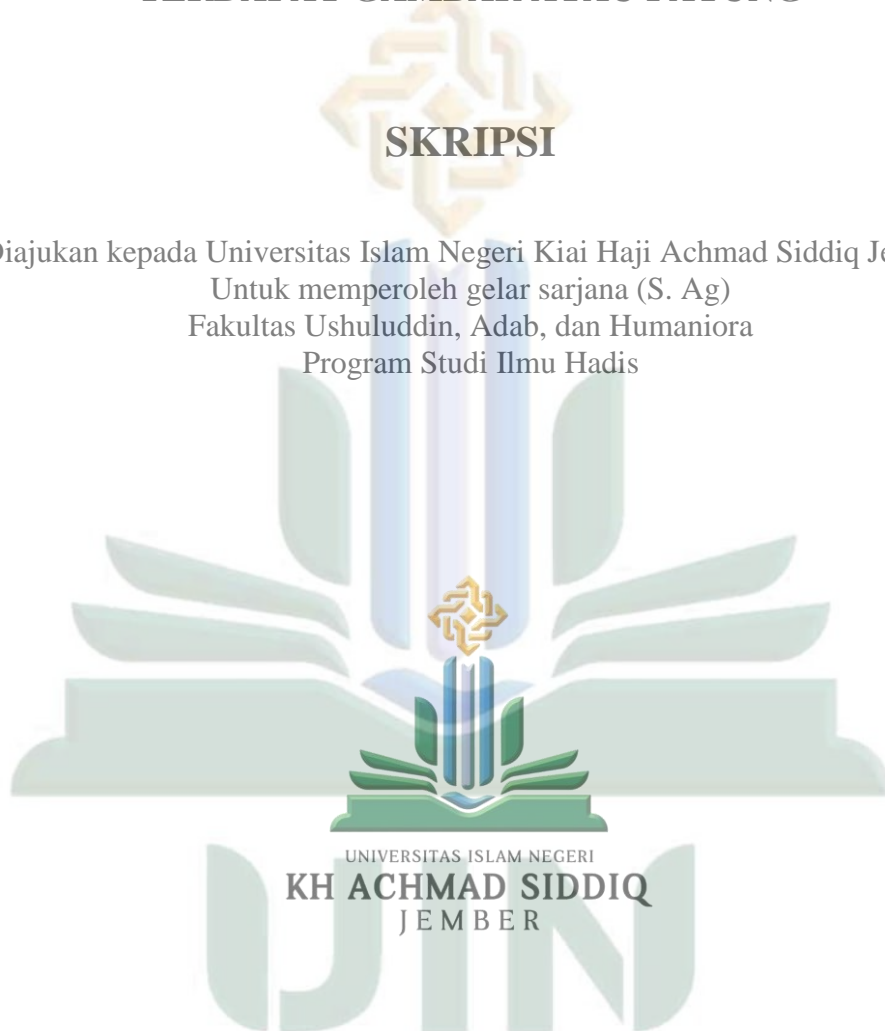 SKRIPSI
Diajukan kepada Universitas Islam Negeri Kiai Haji Achmad Siddiq
Untuk memperoleh gelar sarjana (S. Ag)
Fakultas Ushuluddin, Adab, dan Humaniora
Program Studi Ilmu Hadis
UNIVERSITAS ISLAM NEGERI
KH ACHMAD SIDDIQ
JEMBER
UIN